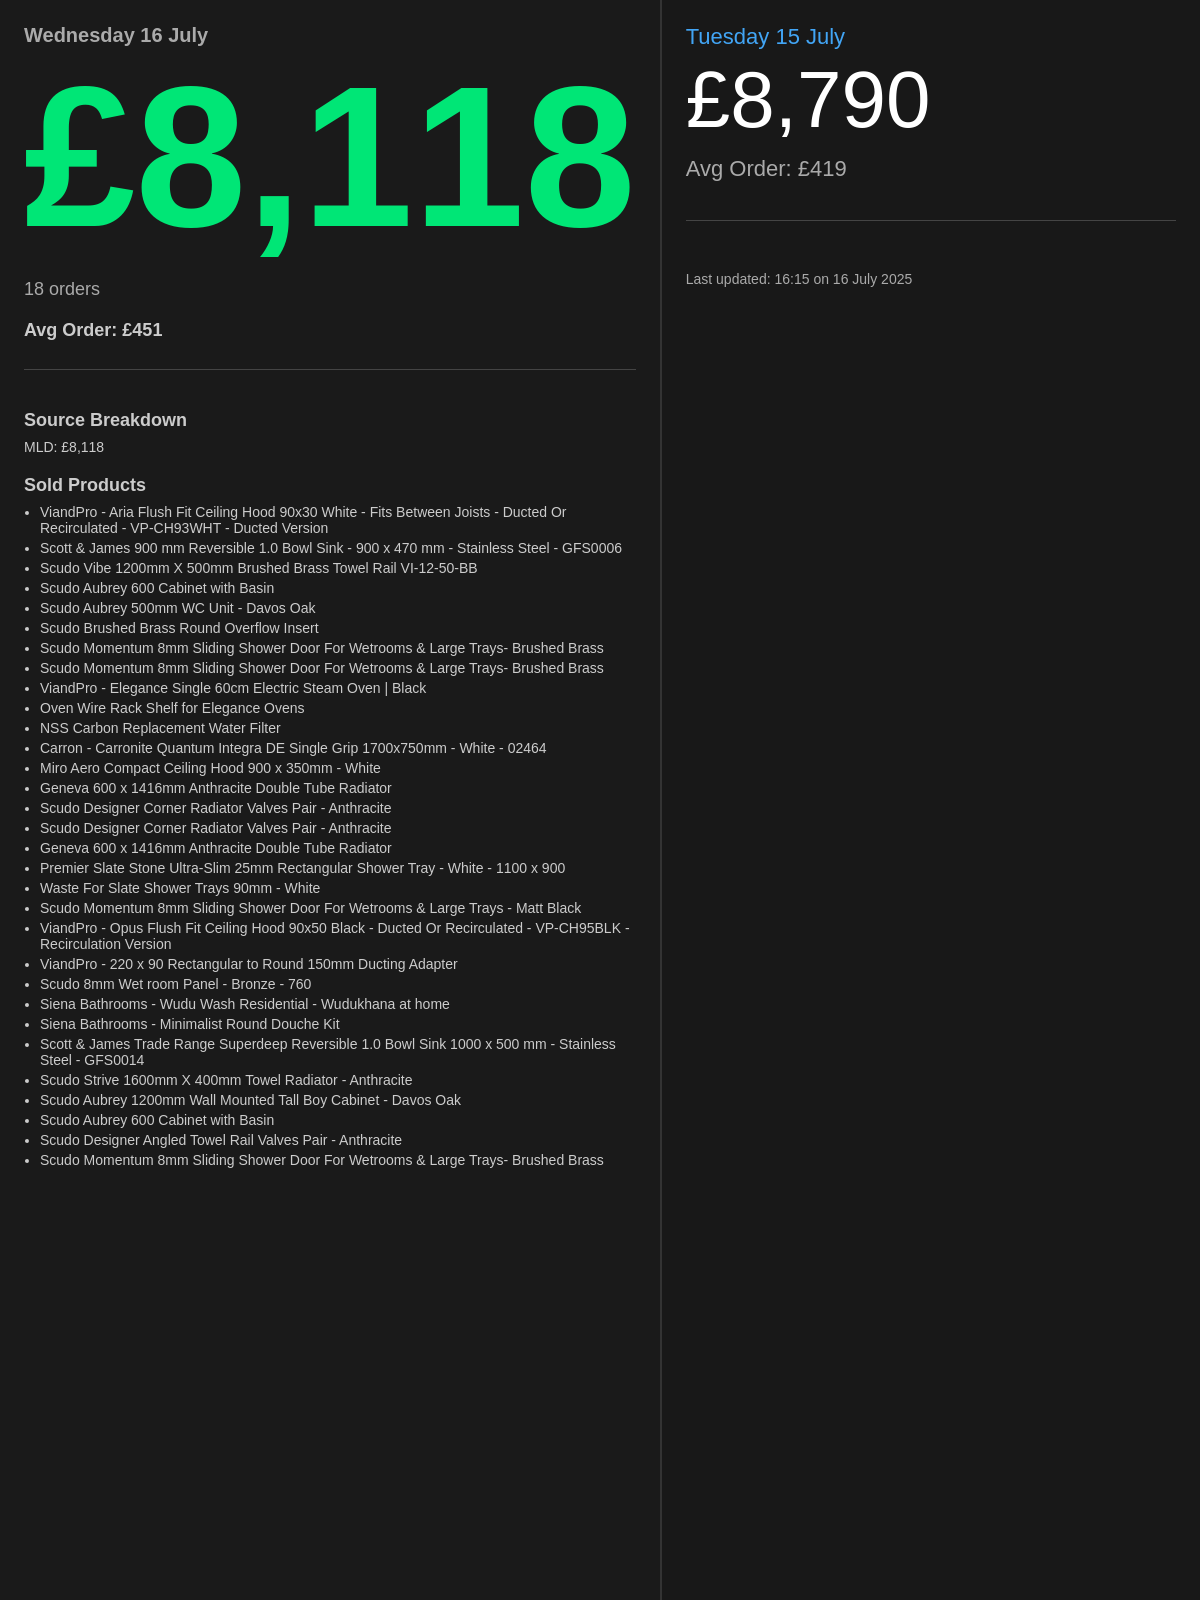 Wednesday 16 July
£8,118
18 orders
Avg Order: £451
Source Breakdown
MLD: £8,118
Sold Products
• ViandPro - Aria Flush Fit Ceiling Hood 90x30 White - Fits Between Joists - Ducted Or
Recirculated - VP-CH93WHT - Ducted Version
• Scott & James 900 mm Reversible 1.0 Bowl Sink - 900 x 470 mm - Stainless Steel - GFS0006
• Scudo Vibe 1200mm X 500mm Brushed Brass Towel Rail VI-12-50-BB
• Scudo Aubrey 600 Cabinet with Basin
• Scudo Aubrey 500mm WC Unit - Davos Oak
• Scudo Brushed Brass Round Overflow Insert
• Scudo Momentum 8mm Sliding Shower Door For Wetrooms & Large Trays- Brushed Brass
• Scudo Momentum 8mm Sliding Shower Door For Wetrooms & Large Trays- Brushed Brass
• ViandPro - Elegance Single 60cm Electric Steam Oven | Black
• Oven Wire Rack Shelf for Elegance Ovens
• NSS Carbon Replacement Water Filter
• Carron - Carronite Quantum Integra DE Single Grip 1700x750mm - White - 02464
• Miro Aero Compact Ceiling Hood 900 x 350mm - White
• Geneva 600 x 1416mm Anthracite Double Tube Radiator
• Scudo Designer Corner Radiator Valves Pair - Anthracite
• Scudo Designer Corner Radiator Valves Pair - Anthracite
• Geneva 600 x 1416mm Anthracite Double Tube Radiator
• Premier Slate Stone Ultra-Slim 25mm Rectangular Shower Tray - White - 1100 x 900
• Waste For Slate Shower Trays 90mm - White
• Scudo Momentum 8mm Sliding Shower Door For Wetrooms & Large Trays - Matt Black
• ViandPro - Opus Flush Fit Ceiling Hood 90x50 Black - Ducted Or Recirculated - VP-CH95BLK -
Recirculation Version
• ViandPro - 220 x 90 Rectangular to Round 150mm Ducting Adapter
• Scudo 8mm Wet room Panel - Bronze - 760
• Siena Bathrooms - Wudu Wash Residential - Wudukhana at home
• Siena Bathrooms - Minimalist Round Douche Kit
• Scott & James Trade Range Superdeep Reversible 1.0 Bowl Sink 1000 x 500 mm - Stainless
Steel - GFS0014
• Scudo Strive 1600mm X 400mm Towel Radiator - Anthracite
• Scudo Aubrey 1200mm Wall Mounted Tall Boy Cabinet - Davos Oak
• Scudo Aubrey 600 Cabinet with Basin
• Scudo Designer Angled Towel Rail Valves Pair - Anthracite
• Scudo Momentum 8mm Sliding Shower Door For Wetrooms & Large Trays- Brushed Brass
Tuesday 15 July
£8,790
Avg Order: £419
Last updated: 16:15 on 16 July 2025